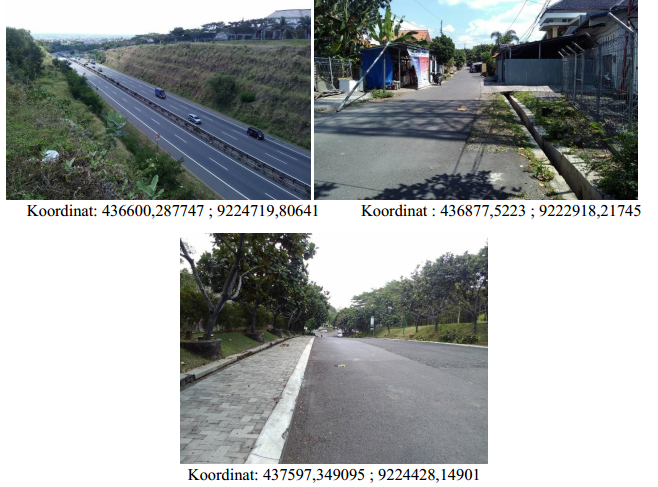 Koordinat: 436600,287747 ; 9224719,80641
Koordinat : 436877,5223 ; 9222918,21745
Koordinat: 437597,349095 ; 9224428,14901